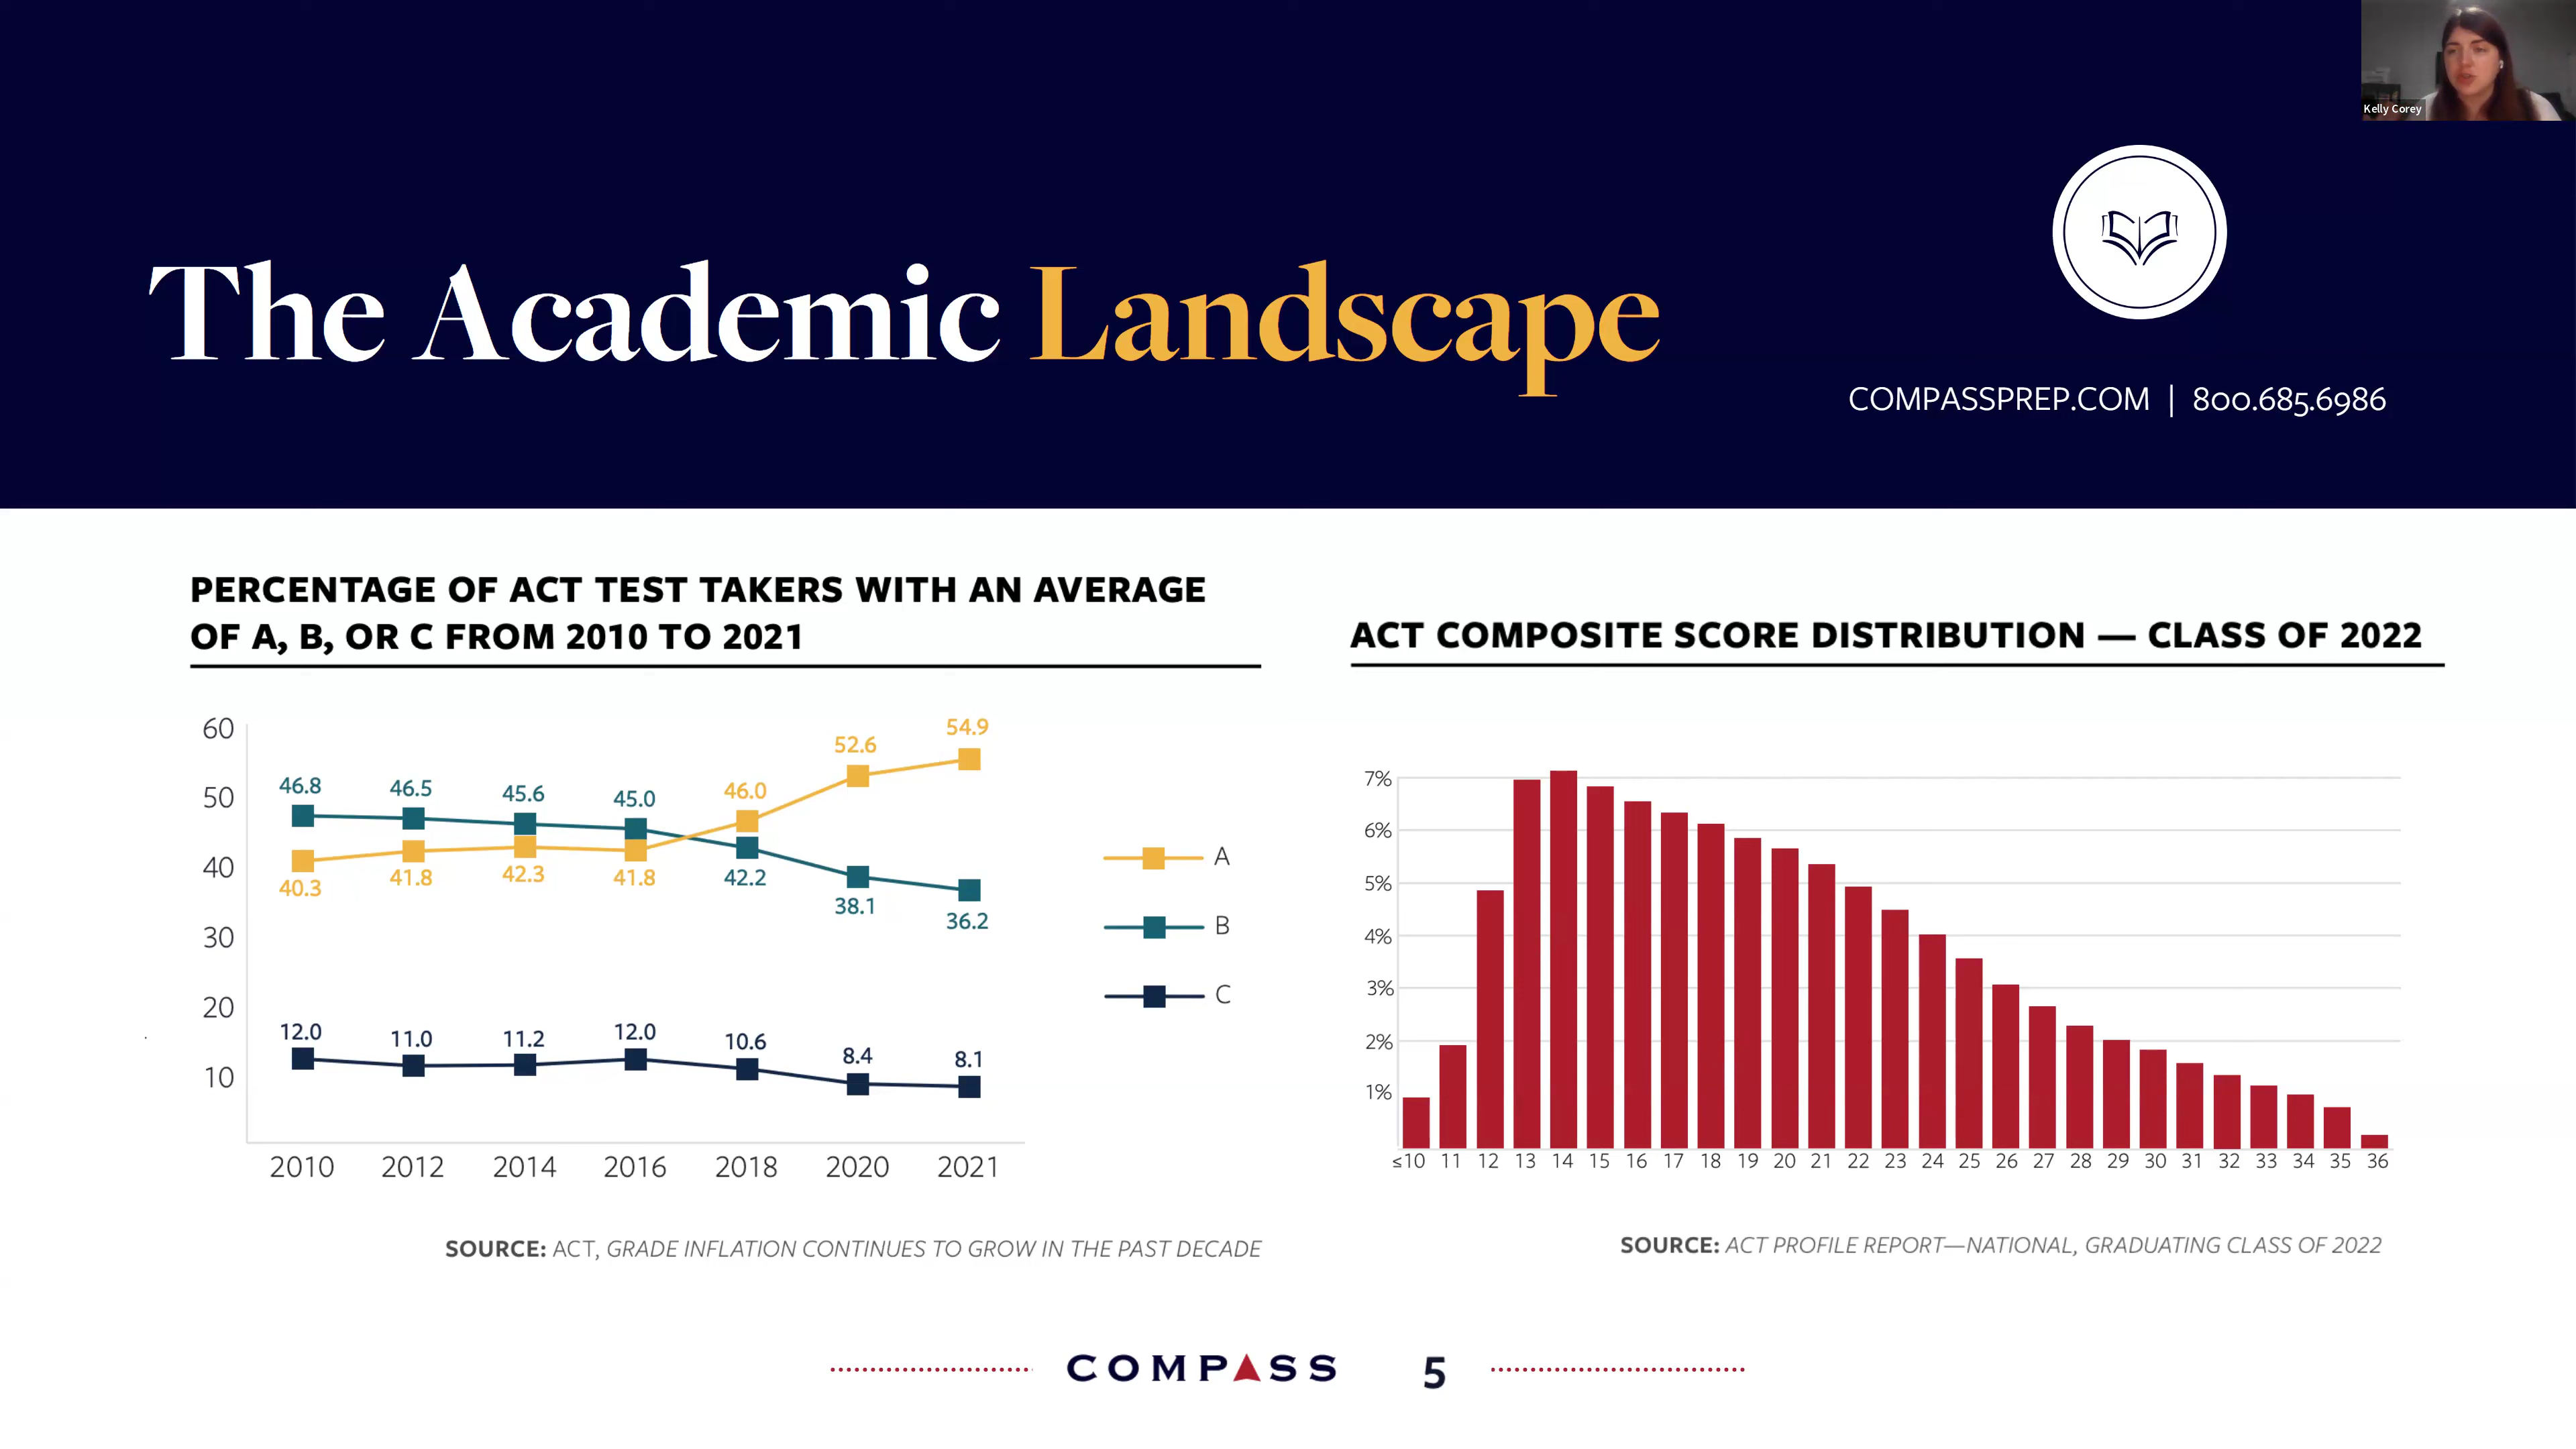 Kelly Corey
The Academic Landscape
COMPASSPREP.COM | 800.685.6986
PERCENTAGE OF ACT TEST TAKERS WITH AN AVERAGE
OF A, B, OR C FROM 2010 TO 2021
60
50
40
30
20
10
46.8 46.5 45.6 45.0 42.2 38.1 36.2
40.3 41.8 42.3 41.8 46.0 52.6 54.9
12.0 11.0 11.2 12.0 10.6 8.4 8.1
2010 2012 2014 2016 2018 2020 2021
A
B
C
SOURCE: ACT, GRADE INFLATION CONTINUES TO GROW IN THE PAST DECADE
ACT COMPOSITE SCORE DISTRIBUTION — CLASS OF 2022
7%
6%
5%
4%
3%
2%
1%
≤10 11 12 13 14 15 16 17 18 19 20 21 22 23 24 25 26 27 28 29 30 31 32 33 34 35 36
SOURCE: ACT PROFILE REPORT—NATIONAL, GRADUATING CLASS OF 2022
COMPASS 5